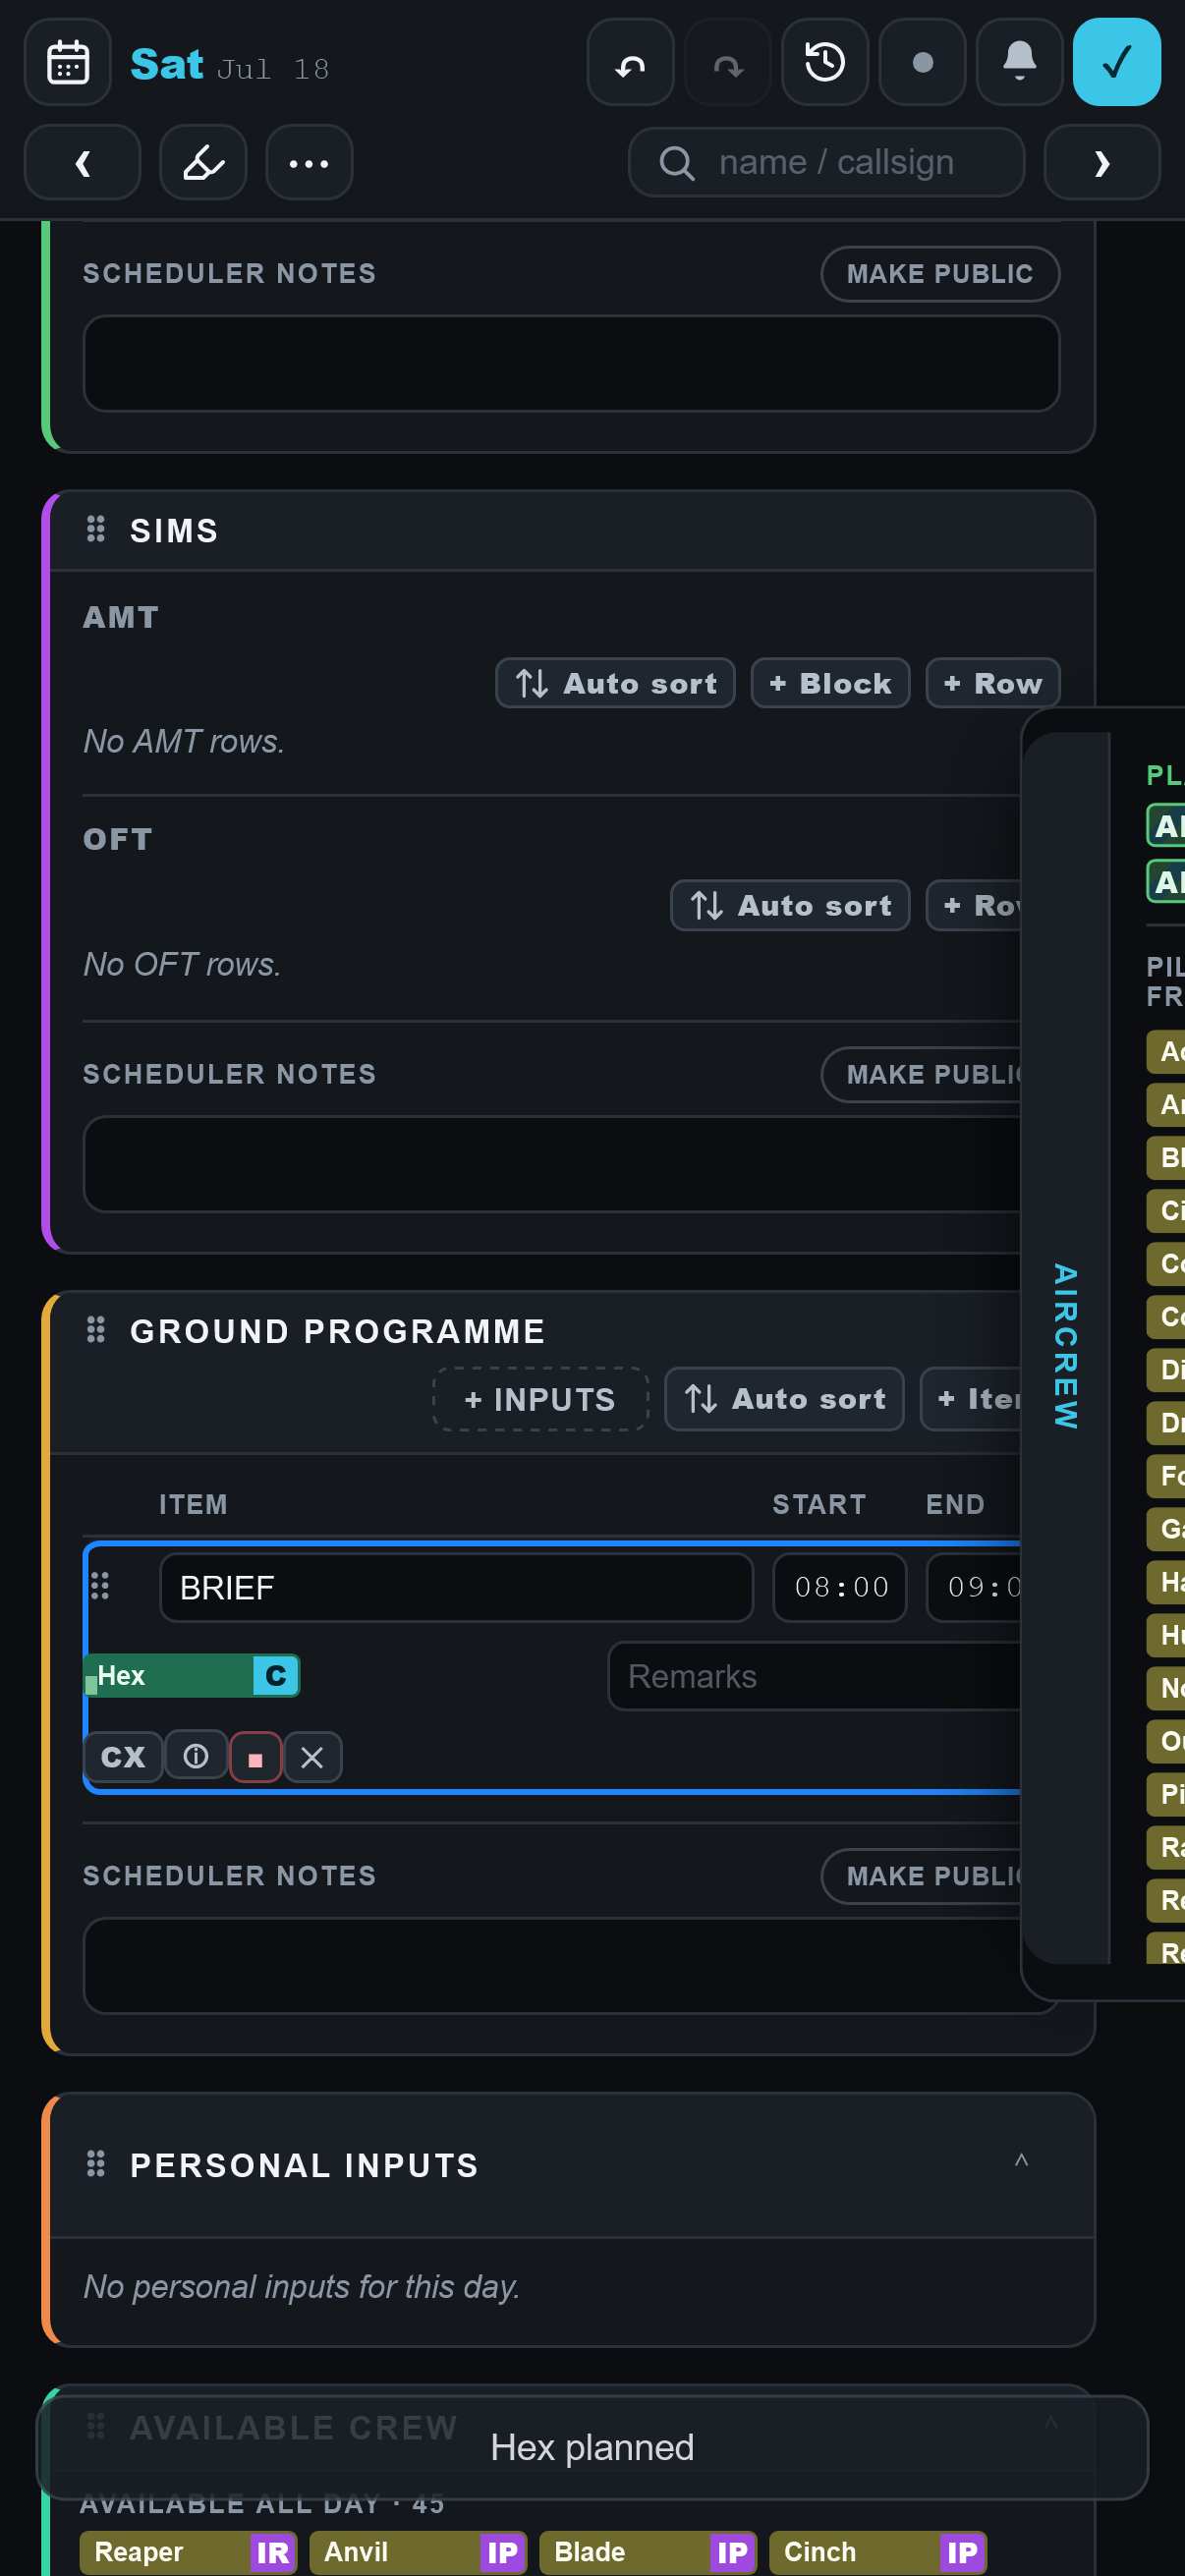 Sat Jul 18
name / callsign
SCHEDULER NOTES MAKE PUBLIC
SIMS
AMT
Auto sort + Block + Row
No AMT rows.
OFT
Auto sort +
No OFT rows.
SCHEDULER NOTES MAKE
AIRCREW
GROUND PROGRAMME
+ INPUTS Auto sort +
ITEM START END
BRIEF 08:00
Hex C Remarks
CX
SCHEDULER NOTES MAKE
PERSONAL INPUTS
No personal inputs for this day.
AVAILABLE CREW
Hex planned
AVAILABLE ALL DAY · 45
Reaper IR Anvil IP Blade IP Cinch IP